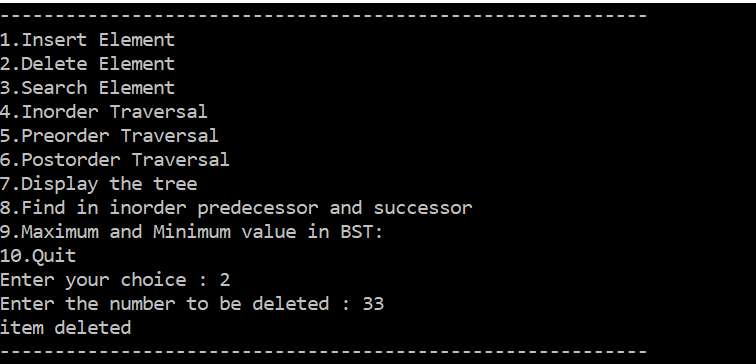 -----------------------------------------------------------
1.Insert Element
2.Delete Element
3.Search Element
4.Inorder Traversal
5.Preorder Traversal
6.Postorder Traversal
7.Display the tree
8.Find in inorder predecessor and successor
9.Maximum and Minimum value in BST:
10.Quit
Enter your choice : 2
Enter the number to be deleted : 33
item deleted
-----------------------------------------------------------